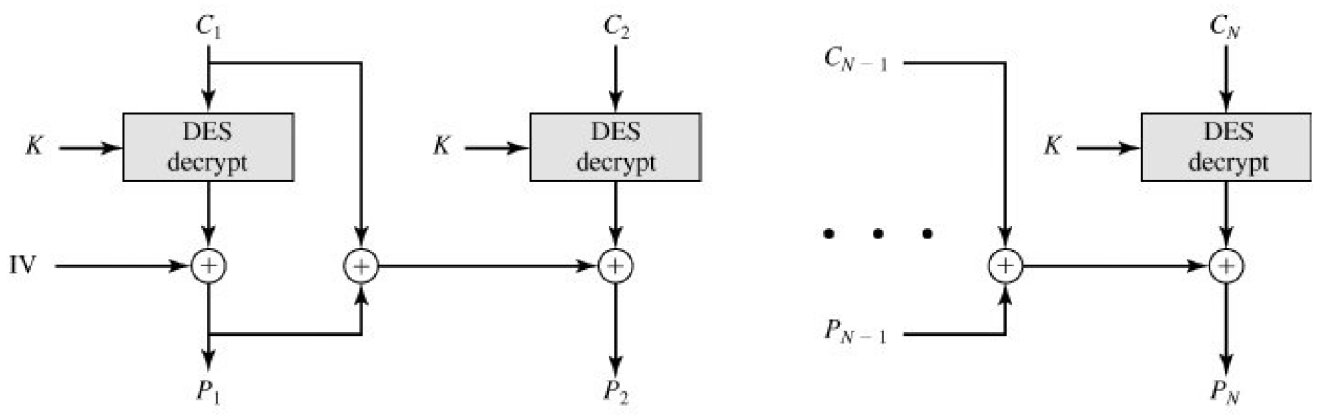 C1
C2
CN
CN − 1
K
DES
decrypt
K
DES
decrypt
K
DES
decrypt
IV
+
+
+
• • •
+
+
PN − 1
P1
P2
PN